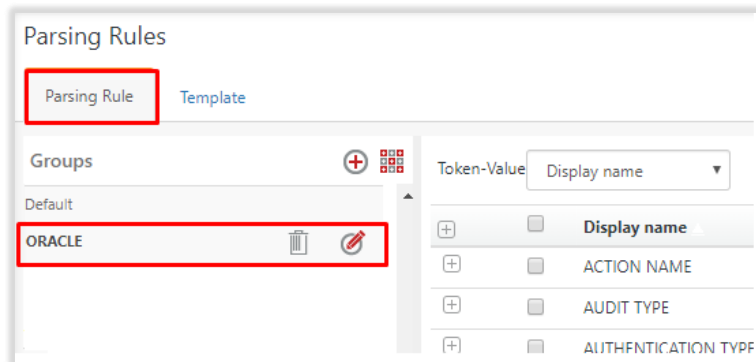 Parsing Rules
Parsing Rule
Template
Groups
Default
ORACLE
Token-Value
Display name
Display name
ACTION NAME
AUDIT TYPE
AUTHENTICATION TYPE